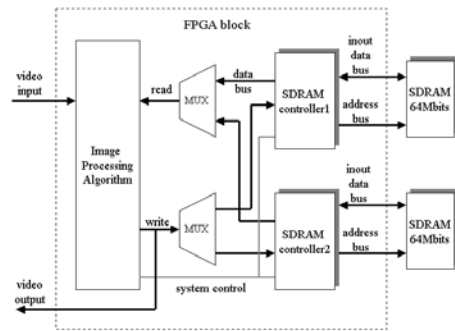 FPGA block
video
input
read
MUX
data
bus
SDRAM
controller1
inout
data
bus
address
bus
SDRAM
64Mbits
Image
Processing
Algorithm
write
MUX
SDRAM
controller2
inout
data
bus
address
bus
SDRAM
64Mbits
system control
video
output